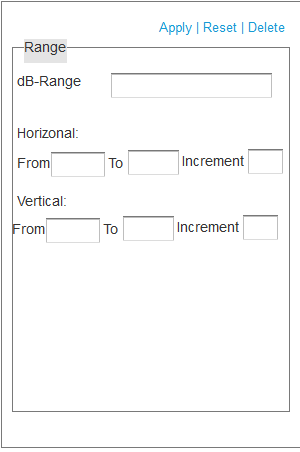 Apply | Reset | Delete
Range
dB-Range
Horizonal:
From To Increment
Vertical:
From To Increment